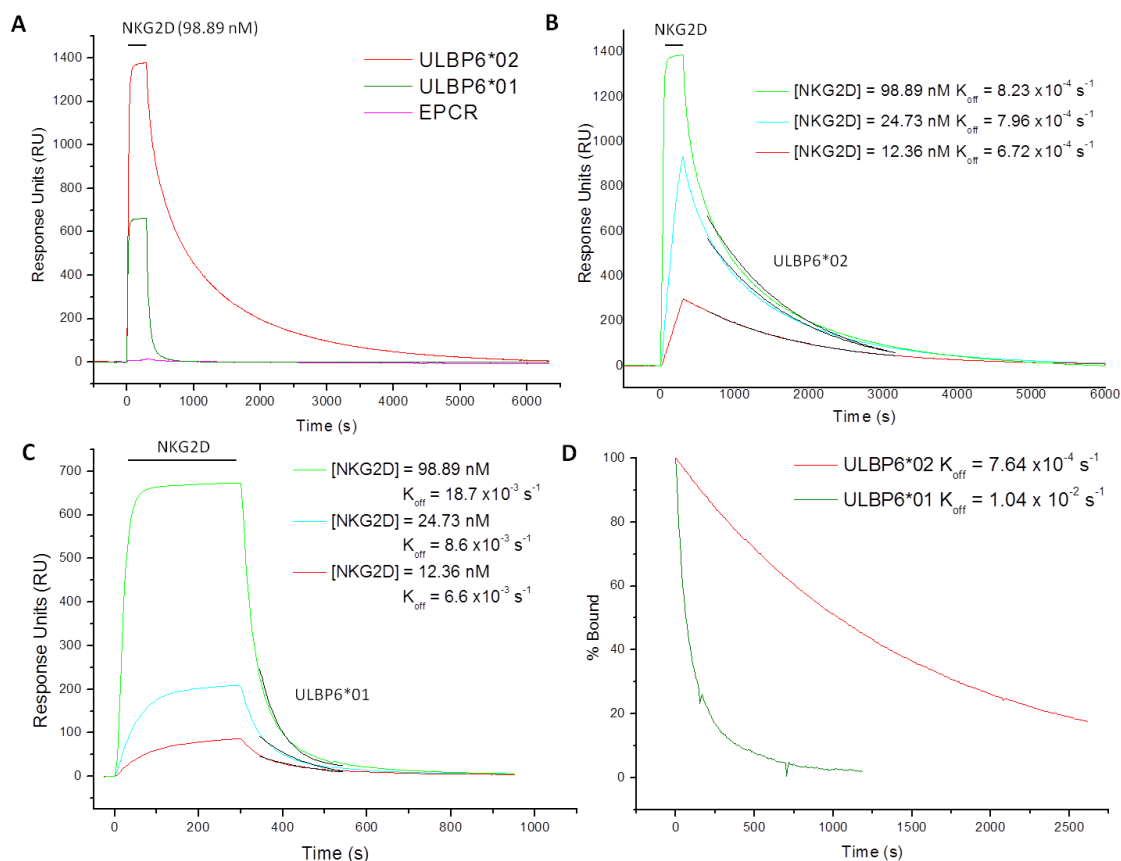 A
NKG2D (98.89 nM)
ULBP6*02
ULBP6*01
EPCR
Response Units (RU)
1400
1200
1000
800
600
400
200
0
0 1000 2000 3000 4000 5000 6000
Time (s)
B
NKG2D
[NKG2D] = 98.89 nM K_off = 8.23 x10^-4 s^-1
[NKG2D] = 24.73 nM K_off = 7.96 x10^-4 s^-1
[NKG2D] = 12.36 nM K_off = 6.72 x10^-4 s^-1
ULBP6*02
Response Units (RU)
1400
1200
1000
800
600
400
200
0
0 1000 2000 3000 4000 5000 6000
Time (s)
C
NKG2D
[NKG2D] = 98.89 nM
K_off = 18.7 x10^-3 s^-1
[NKG2D] = 24.73 nM
K_off = 8.6 x10^-3 s^-1
[NKG2D] = 12.36 nM
K_off = 6.6 x10^-3 s^-1
ULBP6*01
Response Units (RU)
700
600
500
400
300
200
100
0
0 200 400 600 800 1000
Time (s)
D
ULBP6*02 K_off = 7.64 x10^-4 s^-1
ULBP6*01 K_off = 1.04 x 10^-2 s^-1
% Bound
100
80
60
40
20
0
0 500 1000 1500 2000 2500
Time (s)